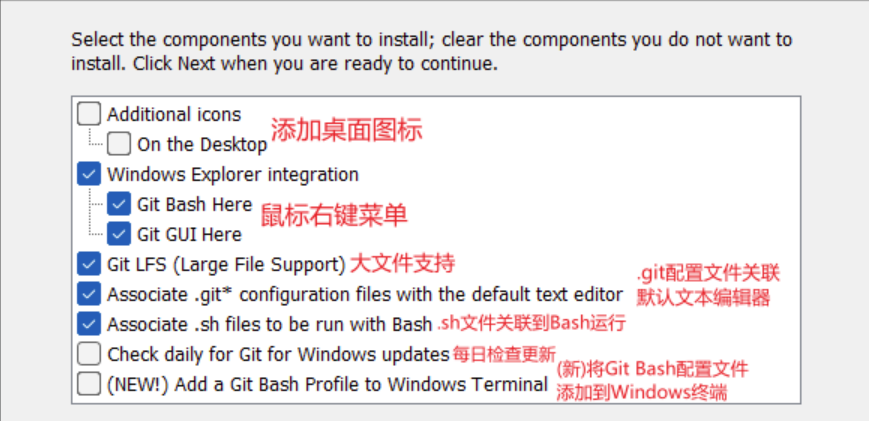 Select the components you want to install; clear the components you do not want to
install. Click Next when you are ready to continue.
Additional icons
添加桌面图标
On the Desktop
Windows Explorer integration
Git Bash Here
鼠标右键菜单
Git GUI Here
Git LFS (Large File Support) 大文件支持
.git配置文件关联
Associate .git* configuration files with the default text editor 默认文本编辑器
Associate .sh files to be run with Bash .sh文件关联到Bash运行
Check daily for Git for Windows updates 每日检查更新
(新)将Git Bash配置文件
(NEW!) Add a Git Bash Profile to Windows Terminal 添加到Windows终端